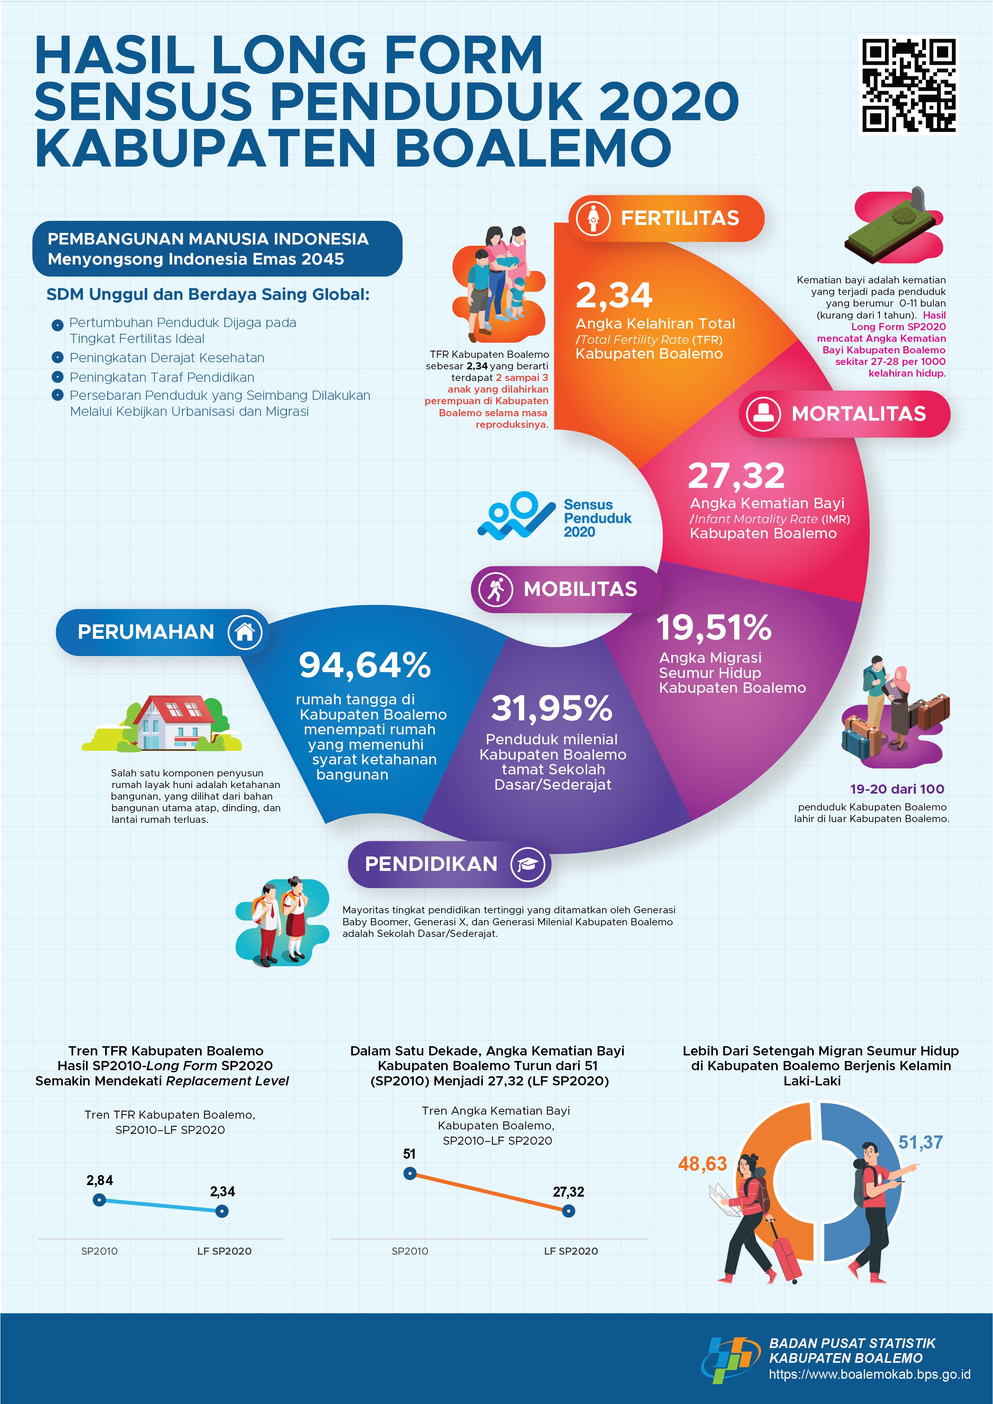 HASIL LONG FORM
SENSUS PENDUDUK 2020
KABUPATEN BOALEMO
PEMBANGUNAN MANUSIA INDONESIA
Menyongsong Indonesia Emas 2045
SDM Unggul dan Berdaya Saing Global:
Pertumbuhan Penduduk Dijaga pada
Tingkat Fertilitas Ideal
Peningkatan Derajat Kesehatan
Peningkatan Taraf Pendidikan
Persebaran Penduduk yang Seimbang Dilakukan
Melalui Kebijkan Urbanisasi dan Migrasi
TFR Kabupaten Boalemo
sebesar 2,34 yang berarti
terdapat 2 sampai 3
anak yang dilahirkan
perempuan di Kabupaten
Boalemo selama masa
reproduksinya.
FERTILITAS
2,34
Angka Kelahiran Total
/Total Fertility Rate (TFR)
Kabupaten Boalemo
Kematian bayi adalah kematian
yang terjadi pada penduduk
yang berumur 0-11 bulan
(kurang dari 1 tahun). Hasil
Long Form SP2020
mencatat Angka Kematian
Bayi Kabupaten Boalemo
sekitar 27-28 per 1000
kelahiran hidup.
MORTALITAS
27,32
Angka Kematian Bayi
/Infant Mortality Rate (IMR)
Kabupaten Boalemo
Sensus
Penduduk
2020
MOBILITAS
19,51%
Angka Migrasi
Seumur Hidup
Kabupaten Boalemo
19-20 dari 100
penduduk Kabupaten Boalemo
lahir di luar Kabupaten Boalemo.
PERUMAHAN
94,64%
rumah tangga di
Kabupaten Boalemo
menempati rumah
yang memenuhi
syarat ketahanan
bangunan
Salah satu komponen penyusun
rumah layak huni adalah ketahanan
bangunan, yang dilihat dari bahan
bangunan utama atap, dinding, dan
lantai rumah terluas.
31,95%
Penduduk milenial
Kabupaten Boalemo
tamat Sekolah
Dasar/Sederajat
PENDIDIKAN
Mayoritas tingkat pendidikan tertinggi yang ditamatkan oleh Generasi
Baby Boomer, Generasi X, dan Generasi Milenial Kabupaten Boalemo
adalah Sekolah Dasar/Sederajat.
Tren TFR Kabupaten Boalemo
Hasil SP2010-Long Form SP2020
Semakin Mendekati Replacement Level
Tren TFR Kabupaten Boalemo,
SP2010–LF SP2020
2,84
2,34
SP2010
LF SP2020
Dalam Satu Dekade, Angka Kematian Bayi
Kabupaten Boalemo Turun dari 51
(SP2010) Menjadi 27,32 (LF SP2020)
Tren Angka Kematian Bayi
Kabupaten Boalemo,
SP2010–LF SP2020
51
27,32
SP2010
LF SP2020
Lebih Dari Setengah Migran Seumur Hidup
di Kabupaten Boalemo Berjenis Kelamin
Laki-Laki
48,63
51,37
BADAN PUSAT STATISTIK
KABUPATEN BOALEMO
https://www.boalemokab.bps.go.id